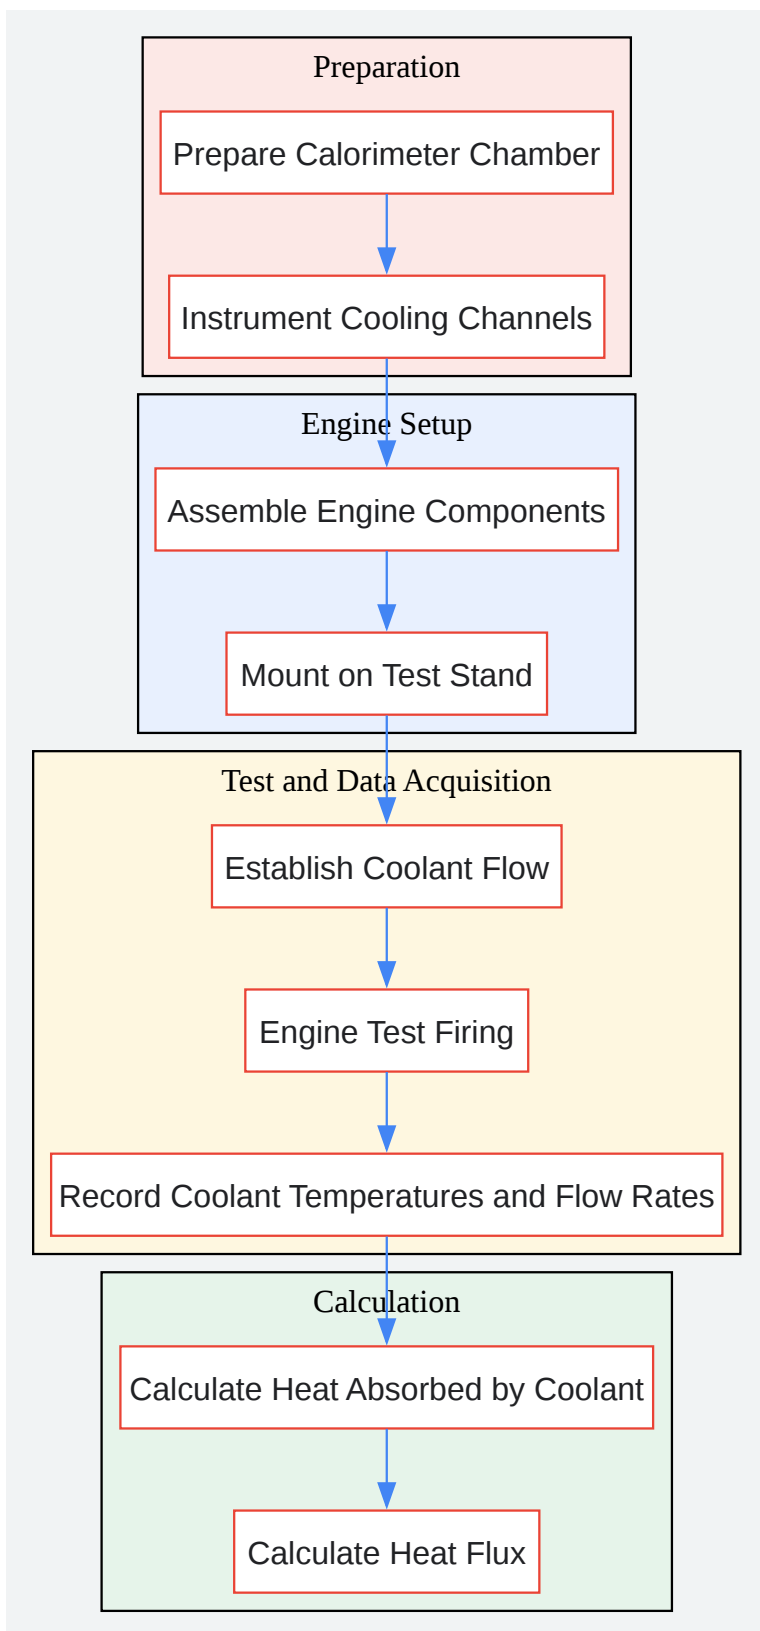 Preparation
Prepare Calorimeter Chamber
Instrument Cooling Channels
Engine Setup
Assemble Engine Components
Mount on Test Stand
Test and Data Acquisition
Establish Coolant Flow
Engine Test Firing
Record Coolant Temperatures and Flow Rates
Calculation
Calculate Heat Absorbed by Coolant
Calculate Heat Flux